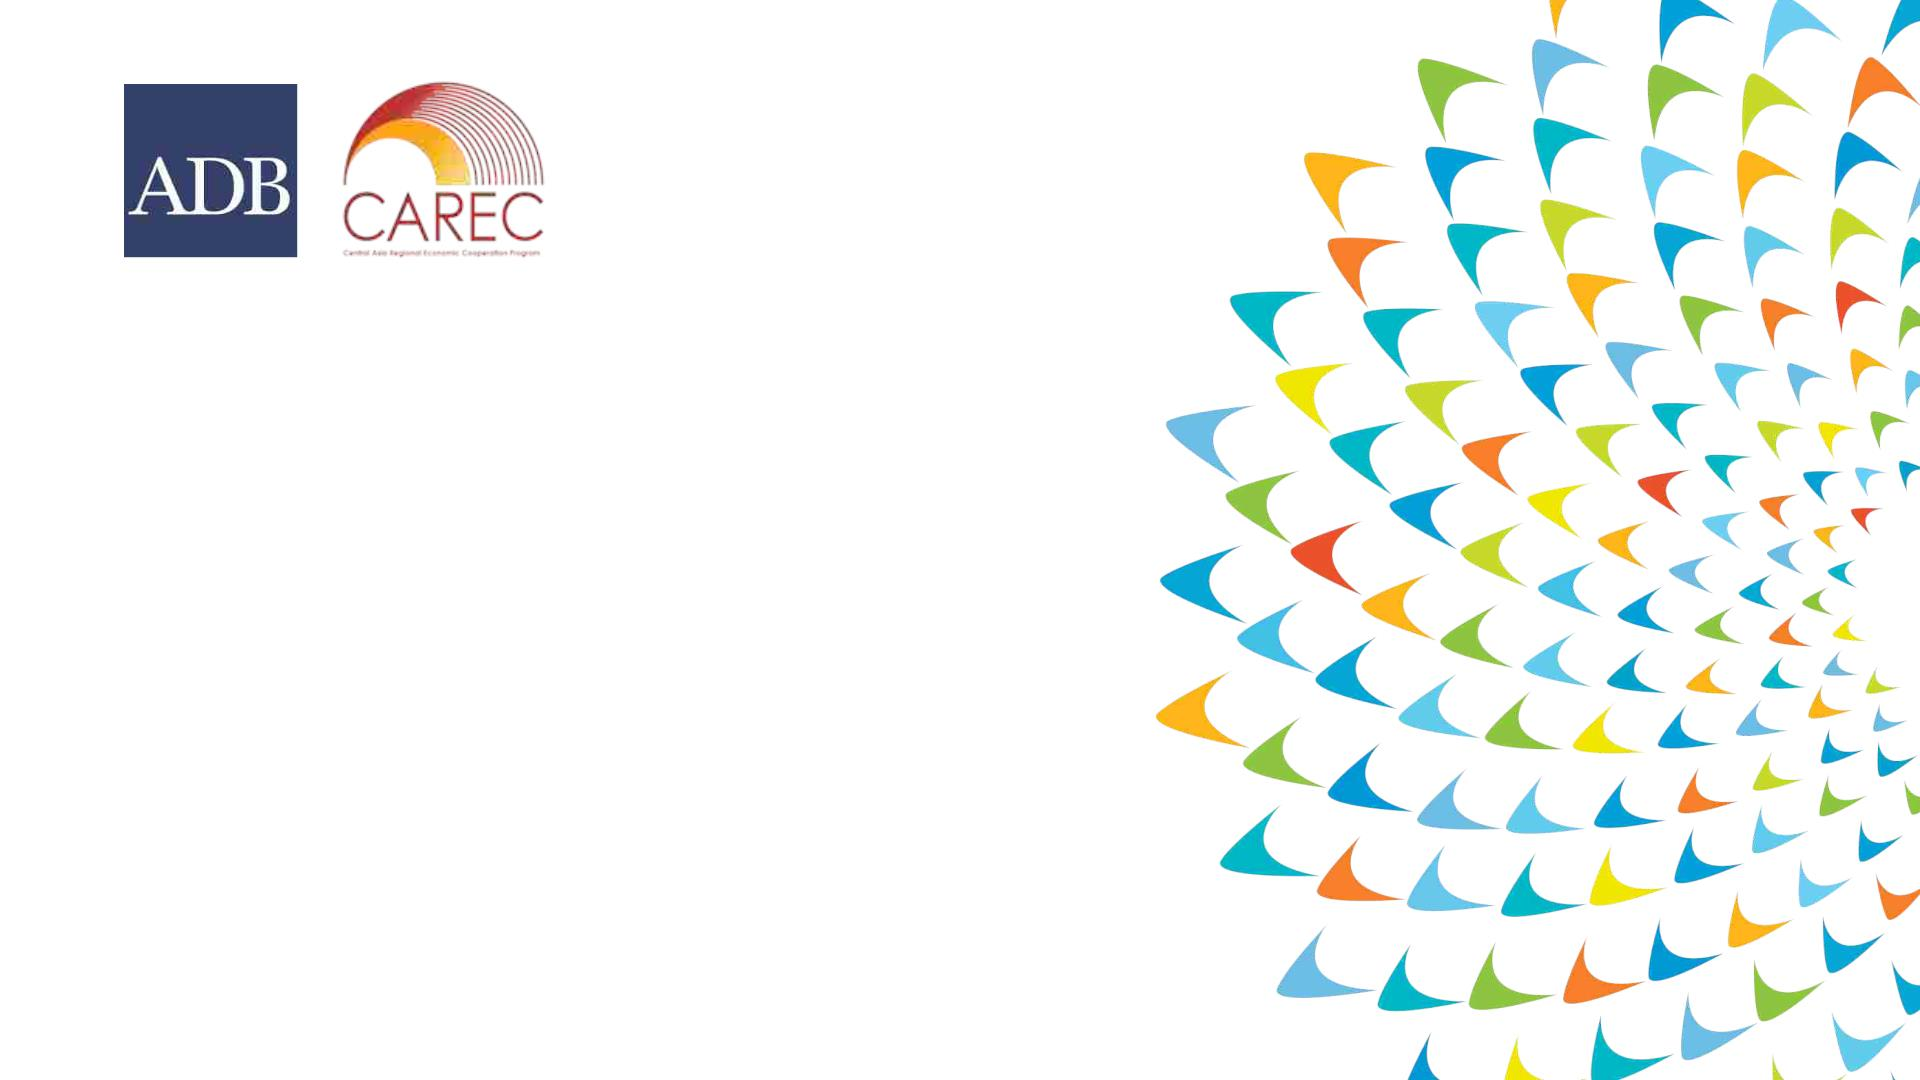 ADB
CAREC
Central Asia Regional Economic Cooperation Program